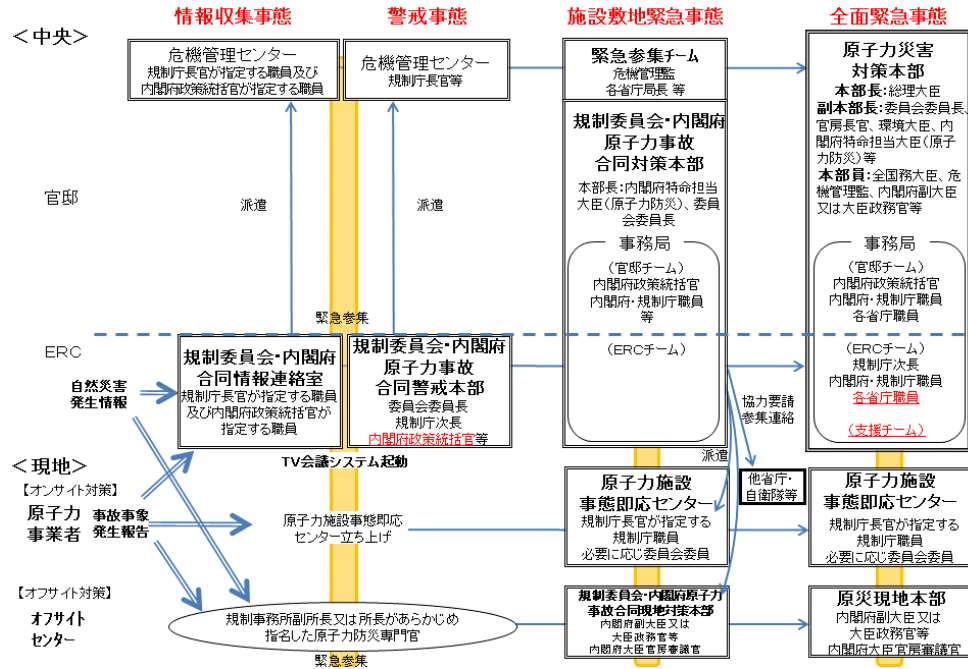 情報収集事態
警戒事態
施設敷地緊急事態
全面緊急事態
＜中央＞
危機管理センター
規制庁長官が指定する職員及び
内閣府政策統括官が指定する職員
危機管理センター
規制庁長官等
緊急参集チーム
危機管理監
各省庁局長 等
規制委員会・内閣府
原子力事故
合同対策本部
本部長：内閣府特命担当
大臣（原子力防災）、委員
会委員長
事務局
（官邸チーム）
内閣府政策統括官
内閣府・規制庁職員
等
（ERCチーム）
原子力災害
対策本部
本部長：総理大臣
副本部長：委員会委員長、
官房長官、環境大臣、内
閣府特命担当大臣（原子
力防災）等
本部員：全国務大臣、危
機管理監、内閣府副大臣
又は大臣政務官等
事務局
（官邸チーム）
内閣府政策統括官
内閣府・規制庁職員
各省庁職員
（ERCチーム）
規制庁次長
内閣府・規制庁職員
各省庁職員
（支援チーム）
官邸
派遣
派遣
緊急参集
ERC
自然災害
発生情報
規制委員会・内閣府
合同情報連絡室
規制庁長官が指定する職員
及び内閣府政策統括官が
指定する職員
規制委員会・内閣府
原子力事故
合同警戒本部
委員会委員長
規制庁次長
内閣府政策統括官等
TV会議システム起動
協力要請
参集連絡
派遣
他省庁・
自衛隊等
＜現地＞
【オンサイト対策】
原子力
事業者
事故事象
発生報告
原子力施設事態即応
センター立ち上げ
原子力施設
事態即応センター
規制庁長官が指定する
規制庁職員
必要に応じ委員会委員
原子力施設
事態即応センター
規制庁長官が指定する
規制庁職員
必要に応じ委員会委員
【オフサイト対策】
オフサイト
センター
規制事務所副所長又は所長があらかじめ
指名した原子力防災専門官
緊急参集
規制委員会・内閣府原子力
事故合同現地対策本部
内閣府副大臣又は
大臣政務官等
内閣府大臣官房審議官
原災現地本部
内閣府副大臣又は
大臣政務官等
内閣府大臣官房審議官